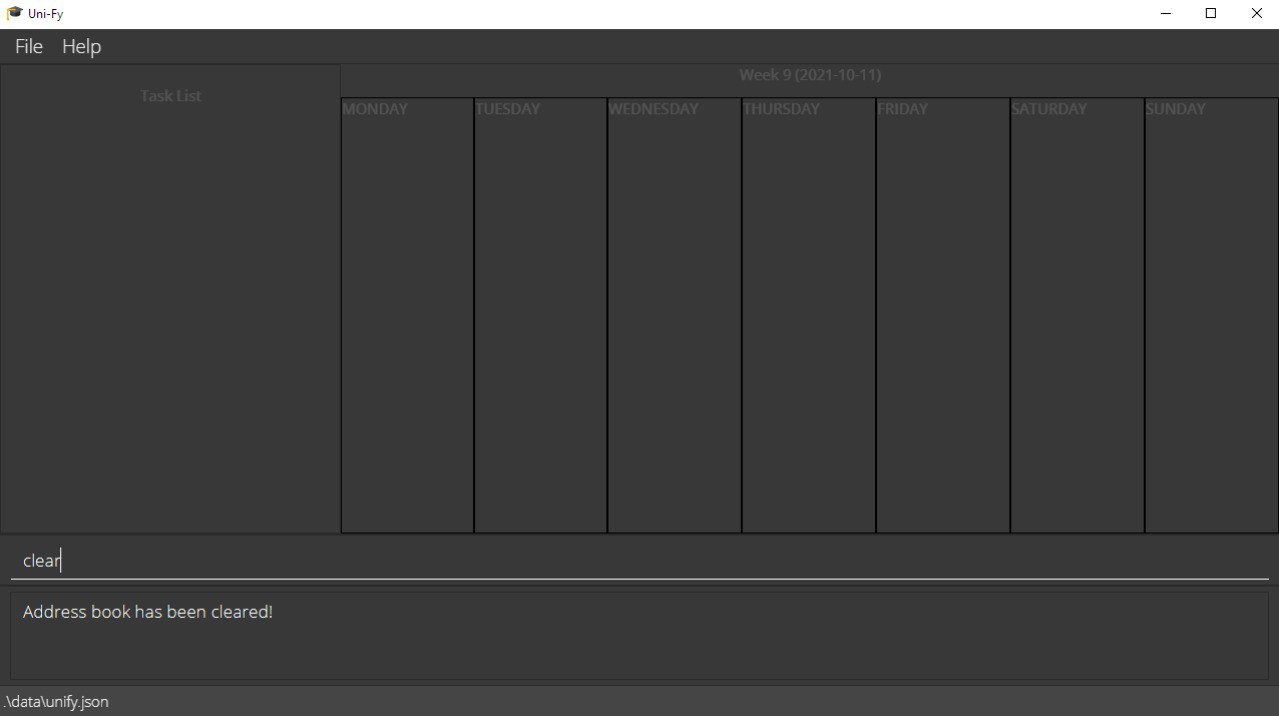 Uni-Fy
File Help
Task List
Week 9 (2021-10-11)
MONDAY TUESDAY WEDNESDAY THURSDAY FRIDAY SATURDAY SUNDAY
clear
Address book has been cleared!
.\data\unify.json